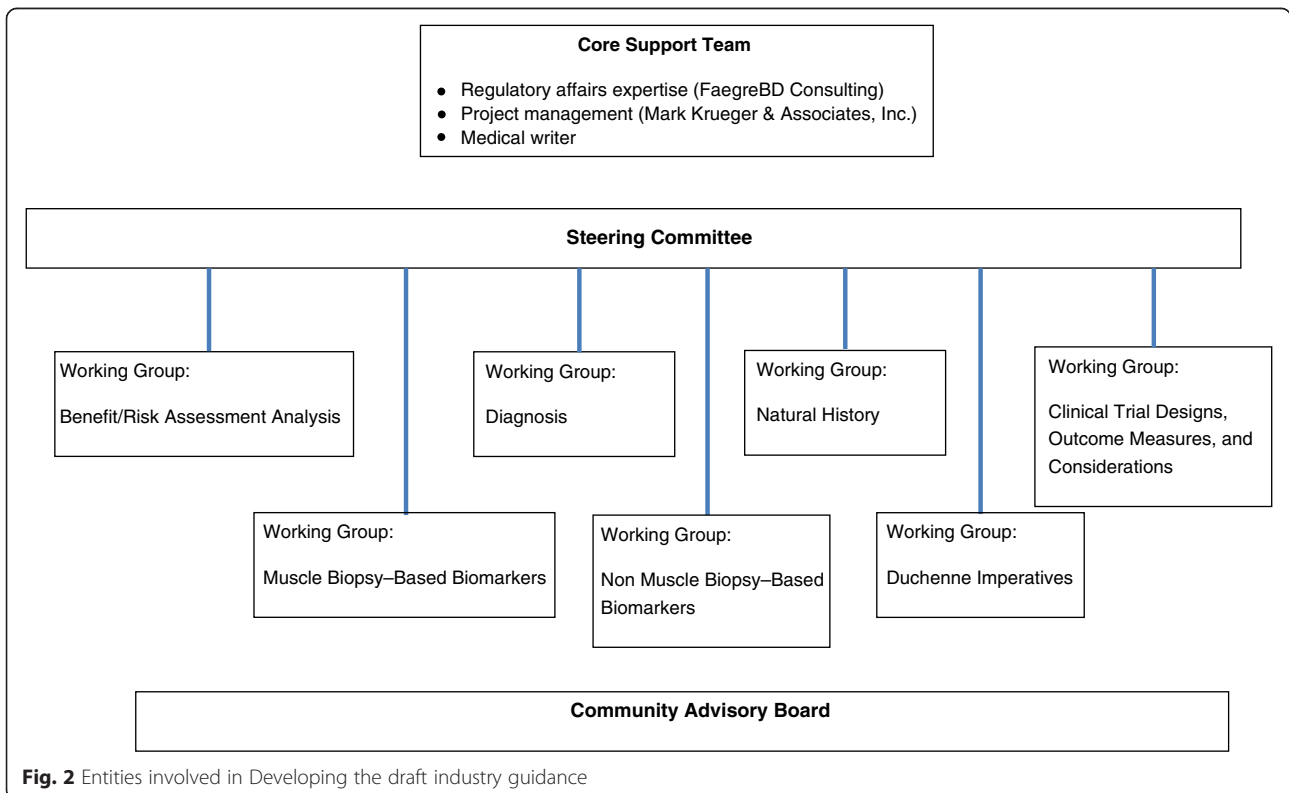 Core Support Team
• Regulatory affairs expertise (FaegreBD Consulting)
• Project management (Mark Krueger & Associates, Inc.)
• Medical writer
Steering Committee
Working Group:
Benefit/Risk Assessment Analysis
Working Group:
Diagnosis
Working Group:
Natural History
Working Group:
Clinical Trial Designs,
Outcome Measures, and
Considerations
Working Group:
Muscle Biopsy–Based Biomarkers
Working Group:
Non Muscle Biopsy–Based
Biomarkers
Working Group:
Duchenne Imperatives
Community Advisory Board
Fig. 2 Entities involved in Developing the draft industry guidance